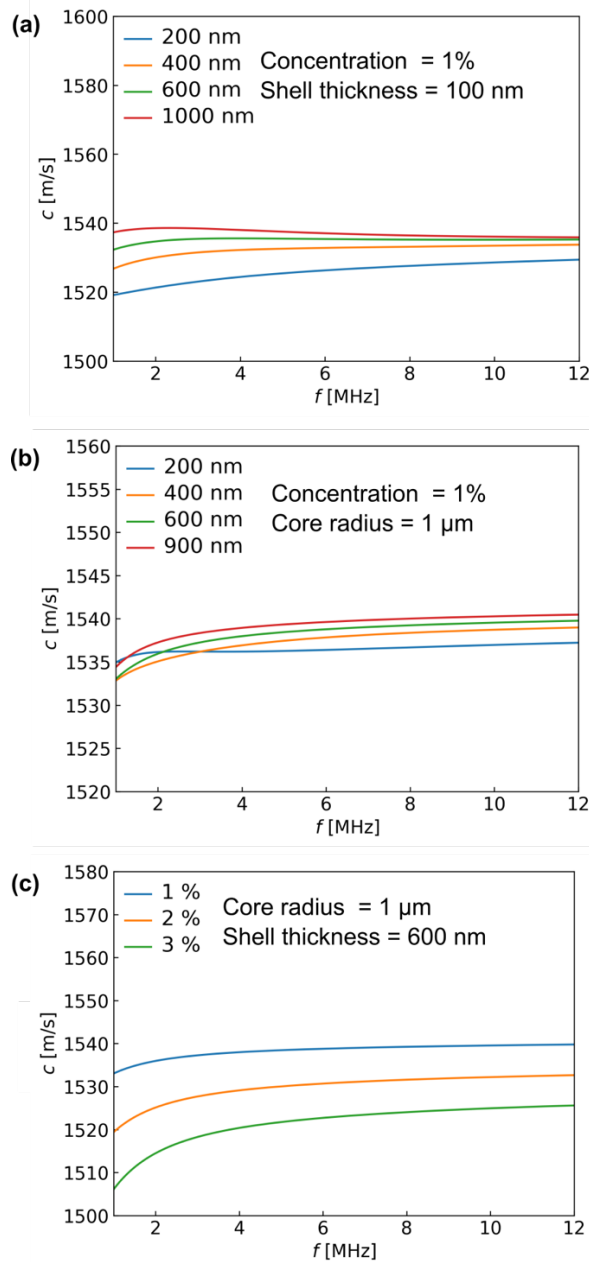 (a)
1600
1580
1560
1540
1520
1500
c [m/s]
200 nm
400 nm
600 nm
1000 nm
Concentration = 1%
Shell thickness = 100 nm
2 4 6 8 10 12
f [MHz]
(b)
1560
1555
1550
1545
1540
1535
1530
1525
1520
c [m/s]
200 nm
400 nm
600 nm
900 nm
Concentration = 1%
Core radius = 1 µm
2 4 6 8 10 12
f [MHz]
(c)
1580
1570
1560
1550
1540
1530
1520
1510
1500
c [m/s]
1 %
2 %
3 %
Core radius = 1 µm
Shell thickness = 600 nm
2 4 6 8 10 12
f [MHz]